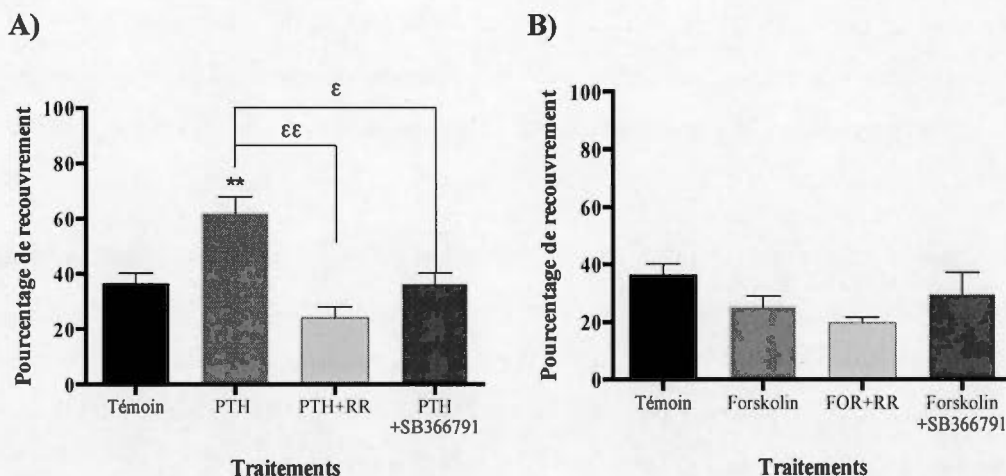 A)
Pourcentage de recouvrement
100
80
60
40
20
0
ε
εε
**
Témoin
PTH
PTH+RR
PTH
+SB366791
Traitements
B)
Pourcentage de recouvrement
100
80
60
40
20
0
Témoin
Forskolin
FOR+RR
Forskolin
+SB366791
Traitements